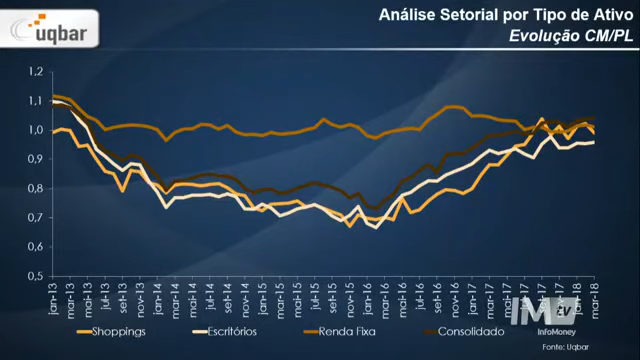 uqbar
Análise Setorial por Tipo de Ativo
Evolução CM/PL
1,2
1,1
1,0
0,9
0,8
0,7
0,6
0,5
jan-13
mar-13
mai-13
jul-13
set-13
nov-13
jan-14
mar-14
mai-14
jul-14
set-14
nov-14
jan-15
mar-15
mai-15
jul-15
set-15
nov-15
jan-16
mar-16
mai-16
jul-16
set-16
nov-16
jan-17
mar-17
mai-17
jul-17
set-17
nov-17
jan-18
mar-18
Shoppings
Escritórios
Renda Fixa
Consolidado
IM tv
InfoMoney
Fonte: Uqbar